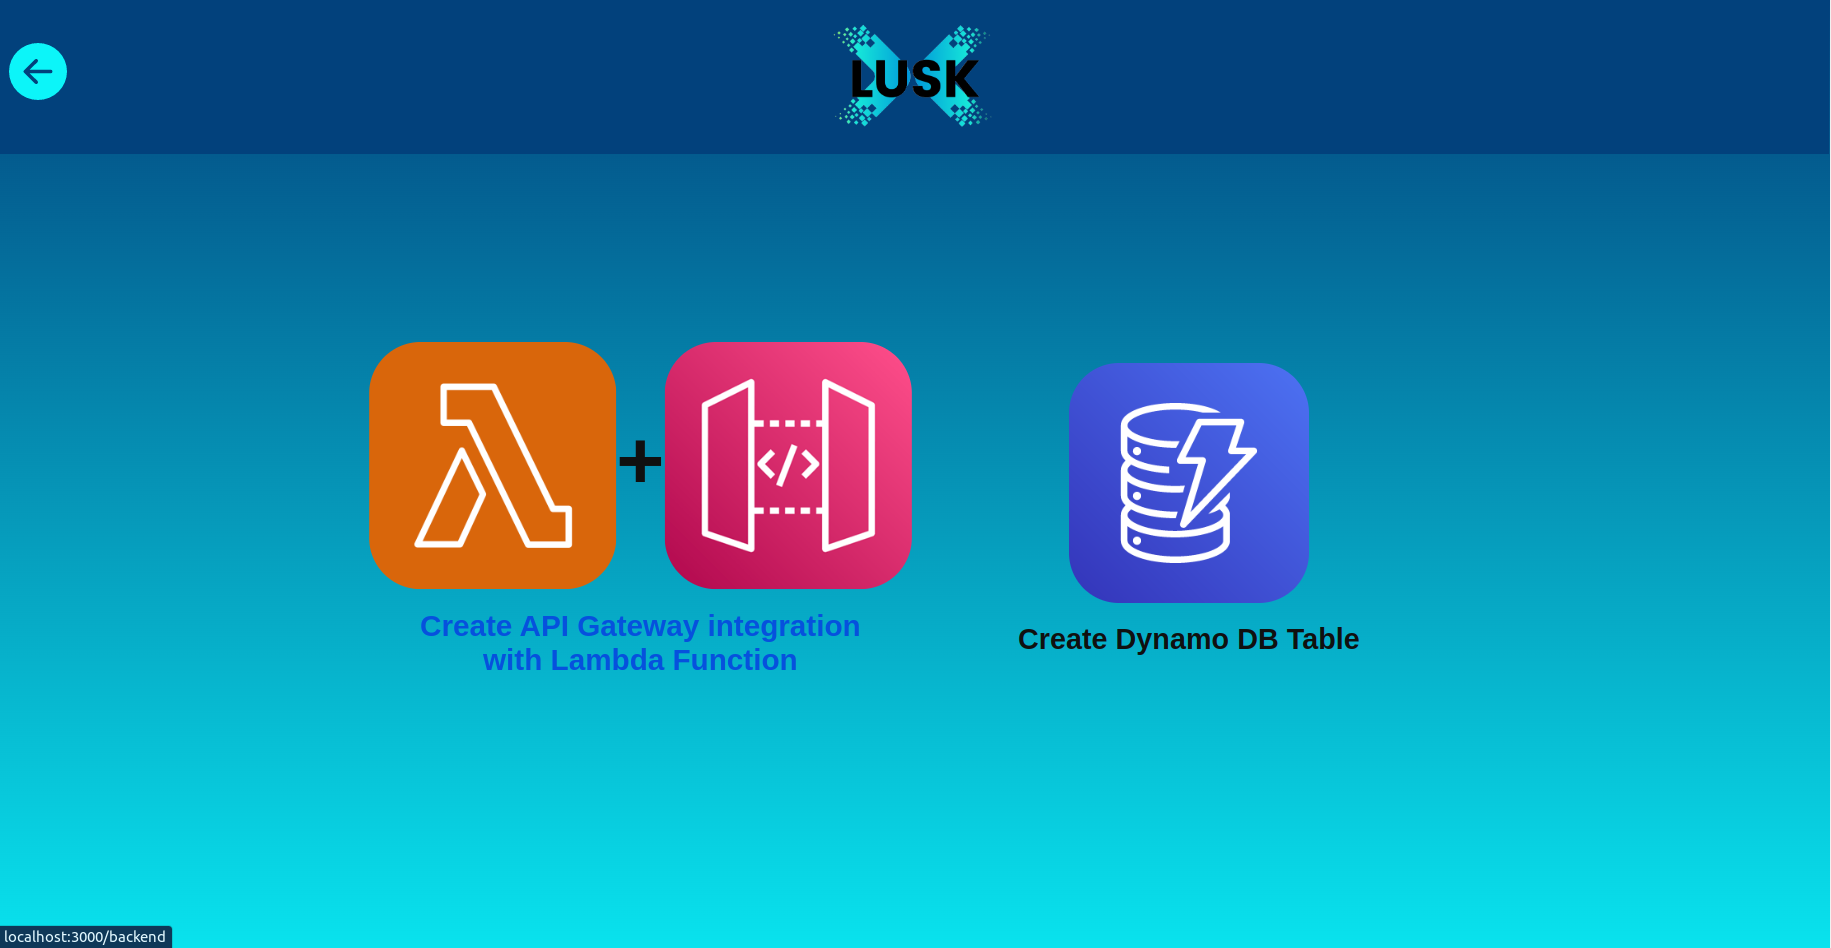 LUSK
+
</>
Create API Gateway integration
with Lambda Function
Create Dynamo DB Table
localhost:3000/backend